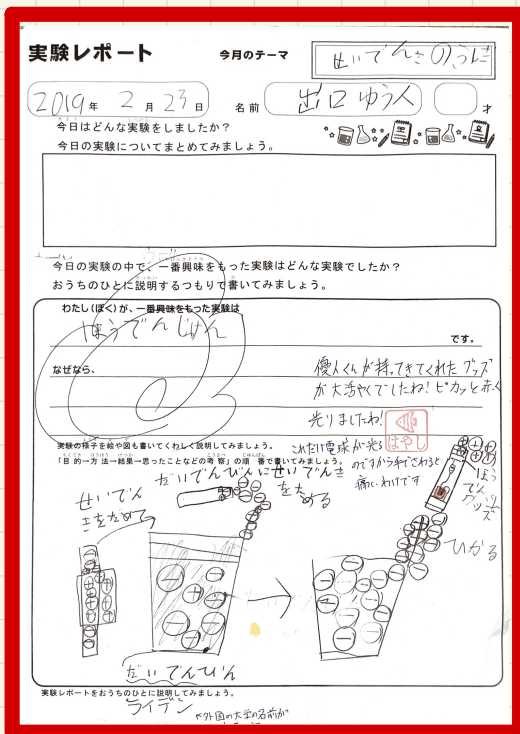 実験レポート
今月のテーマ
せいでんきのうた
2019年 2月 23日
名前 出口 ゆう人 才
今日はどんな実験をしましたか？
今日の実験についてまとめてみましょう。
今日の実験の中で、一番興味をもった実験はどんな実験でしたか？
おうちのひとに説明するつもりで書いてみましょう。
わたし(ぼく)が、一番興味をもった実験は
ほうでんじっけん
です。
なぜなら、
優人くんが持ってきてくれたグッズ
が大活やくでしたね！ピカッと赤く
光りましたね！
はやし
これだけ電球が光る
のですから手でさわると
痛いわけです
実験の様子を絵や図も書いてくわしく説明してみましょう。
「目的→方法→結果→思ったことなどの考察」の順番で書いてみましょう。
せいでん
きをためて
だいでんびんにせいでんき
をためる
ほう
でん
グッズ
ひかる
だいでんびん
実験レポートをおうちのひとに説明してみましょう。
ライデン
外国の大学の名前が